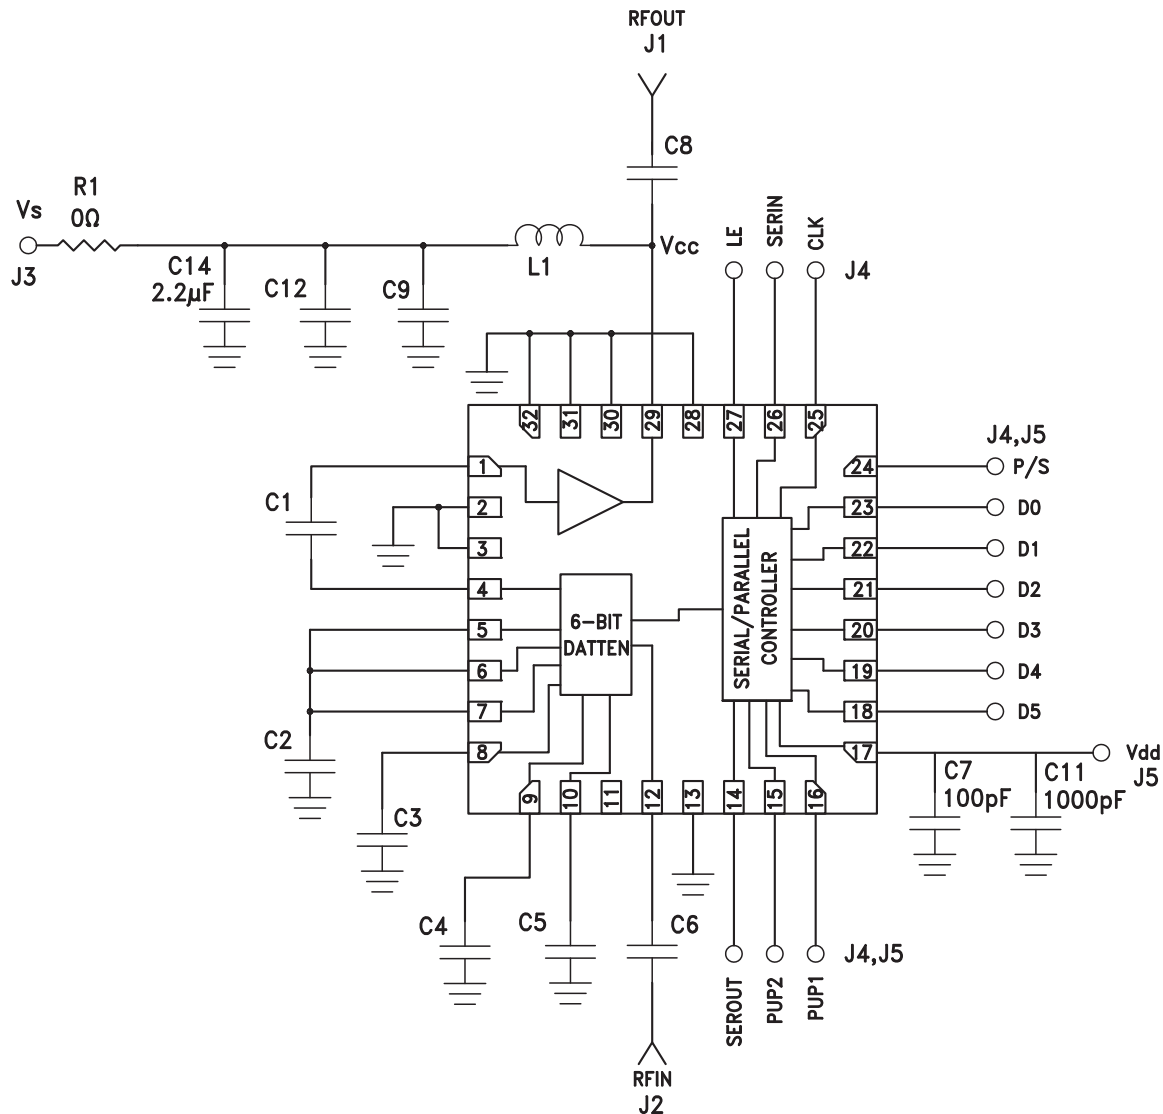 RFOUT
J1
C8
R1
0Ω
Vs
J3
C14
2.2μF
C12
C9
L1
Vcc
LE
SERIN
CLK
J4
32
31
30
29
28
27
26
25
J4,J5
1
24
P/S
C1
2
23
D0
3
22
D1
4
21
D2
6-BIT
DATTEN
SERIAL/PARALLEL
CONTROLLER
5
20
D3
6
19
D4
7
18
D5
C2
8
17
Vdd
J5
C7
100pF
C11
1000pF
9
10
11
12
13
14
15
16
C3
C4
C5
C6
J4,J5
SEROUT
PUP2
PUP1
RFIN
J2